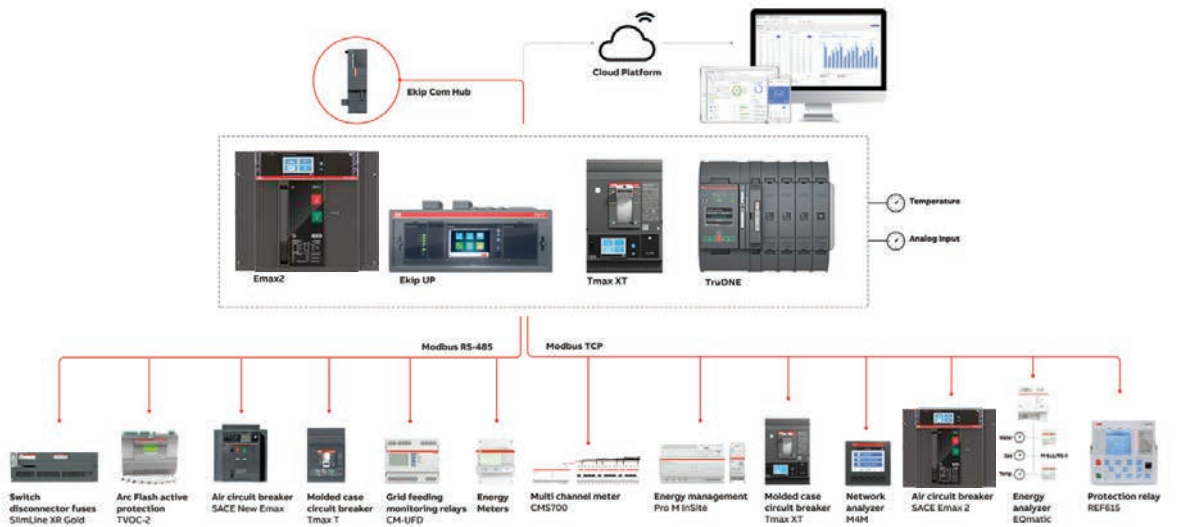 Cloud Platform
Ekip Com Hub
Temperature
Analog Input
Emax2
Ekip UP
Tmax XT
TruONE
Modbus RS-485
Modbus TCP
Switch
disconnector fuses
SlimLine XR Gold
Arc Flash active
protection
TVOC-2
Air circuit breaker
SACE New Emax
Molded case
circuit breaker
Tmax T
Grid feeding
monitoring relays
CM-UFD
Energy
Meters
Multi channel meter
CMS700
Energy management
Pro M InSite
Molded case
circuit breaker
Tmax XT
Network
analyzer
M4M
Air circuit breaker
SACE Emax 2
Water
Gas
Temp.
Energy
analyzer
EQmatic
Protection relay
REF615